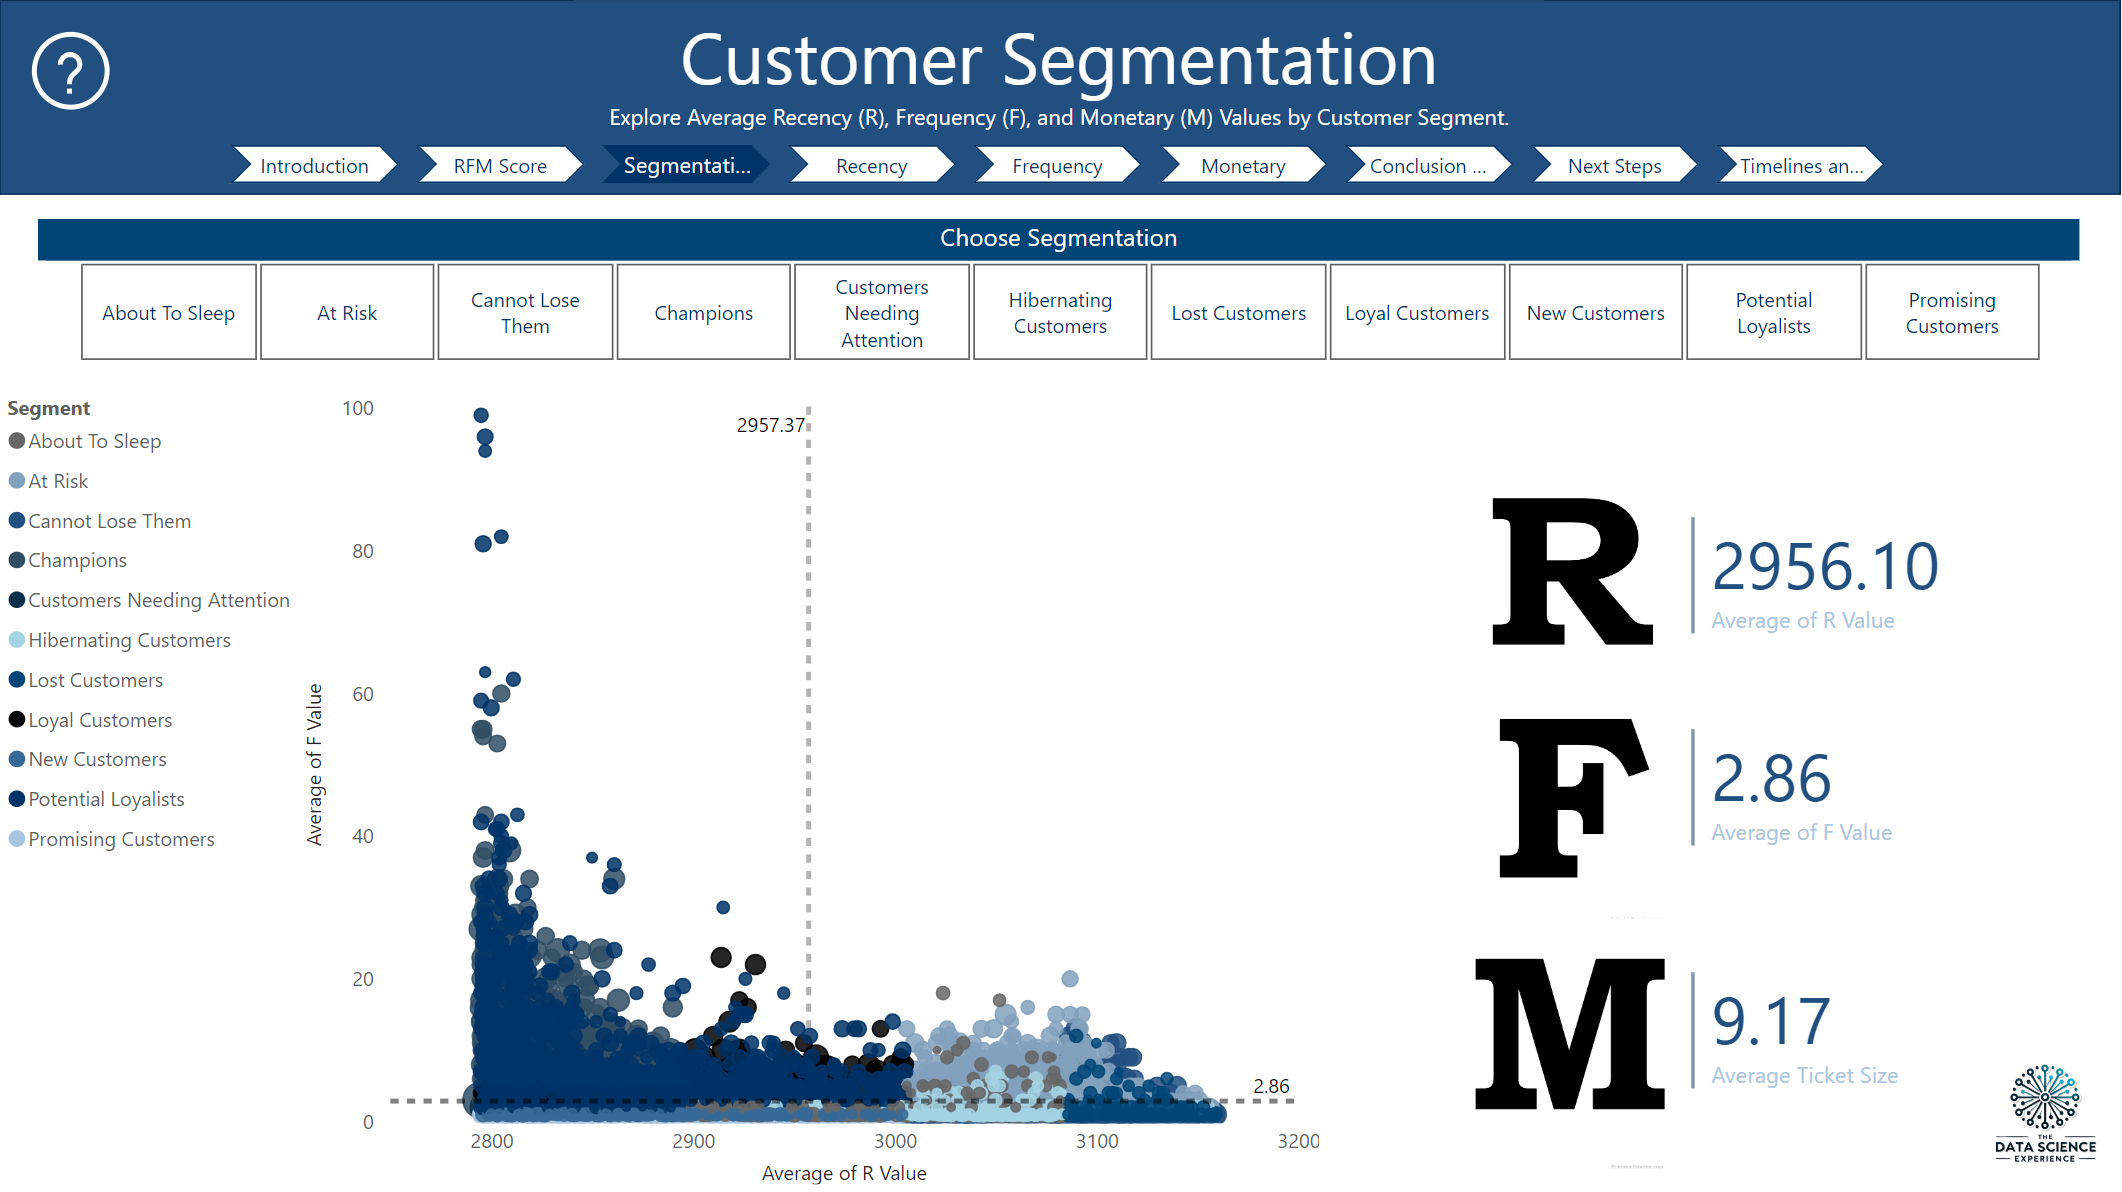 ?
Customer Segmentation
Explore Average Recency (R), Frequency (F), and Monetary (M) Values by Customer Segment.
Introduction
RFM Score
Segmentati...
Recency
Frequency
Monetary
Conclusion ...
Next Steps
Timelines an...
Choose Segmentation
About To Sleep
At Risk
Cannot Lose
Them
Champions
Customers
Needing
Attention
Hibernating
Customers
Lost Customers
Loyal Customers
New Customers
Potential
Loyalists
Promising
Customers
Segment
About To Sleep
At Risk
Cannot Lose Them
Champions
Customers Needing Attention
Hibernating Customers
Lost Customers
Loyal Customers
New Customers
Potential Loyalists
Promising Customers
Average of F Value
100
80
60
40
20
0
2957.37
2.86
2800
2900
3000
3100
3200
Average of R Value
R
2956.10
Average of R Value
F
2.86
Average of F Value
M
9.17
Average Ticket Size
THE
DATA SCIENCE
EXPERIENCE